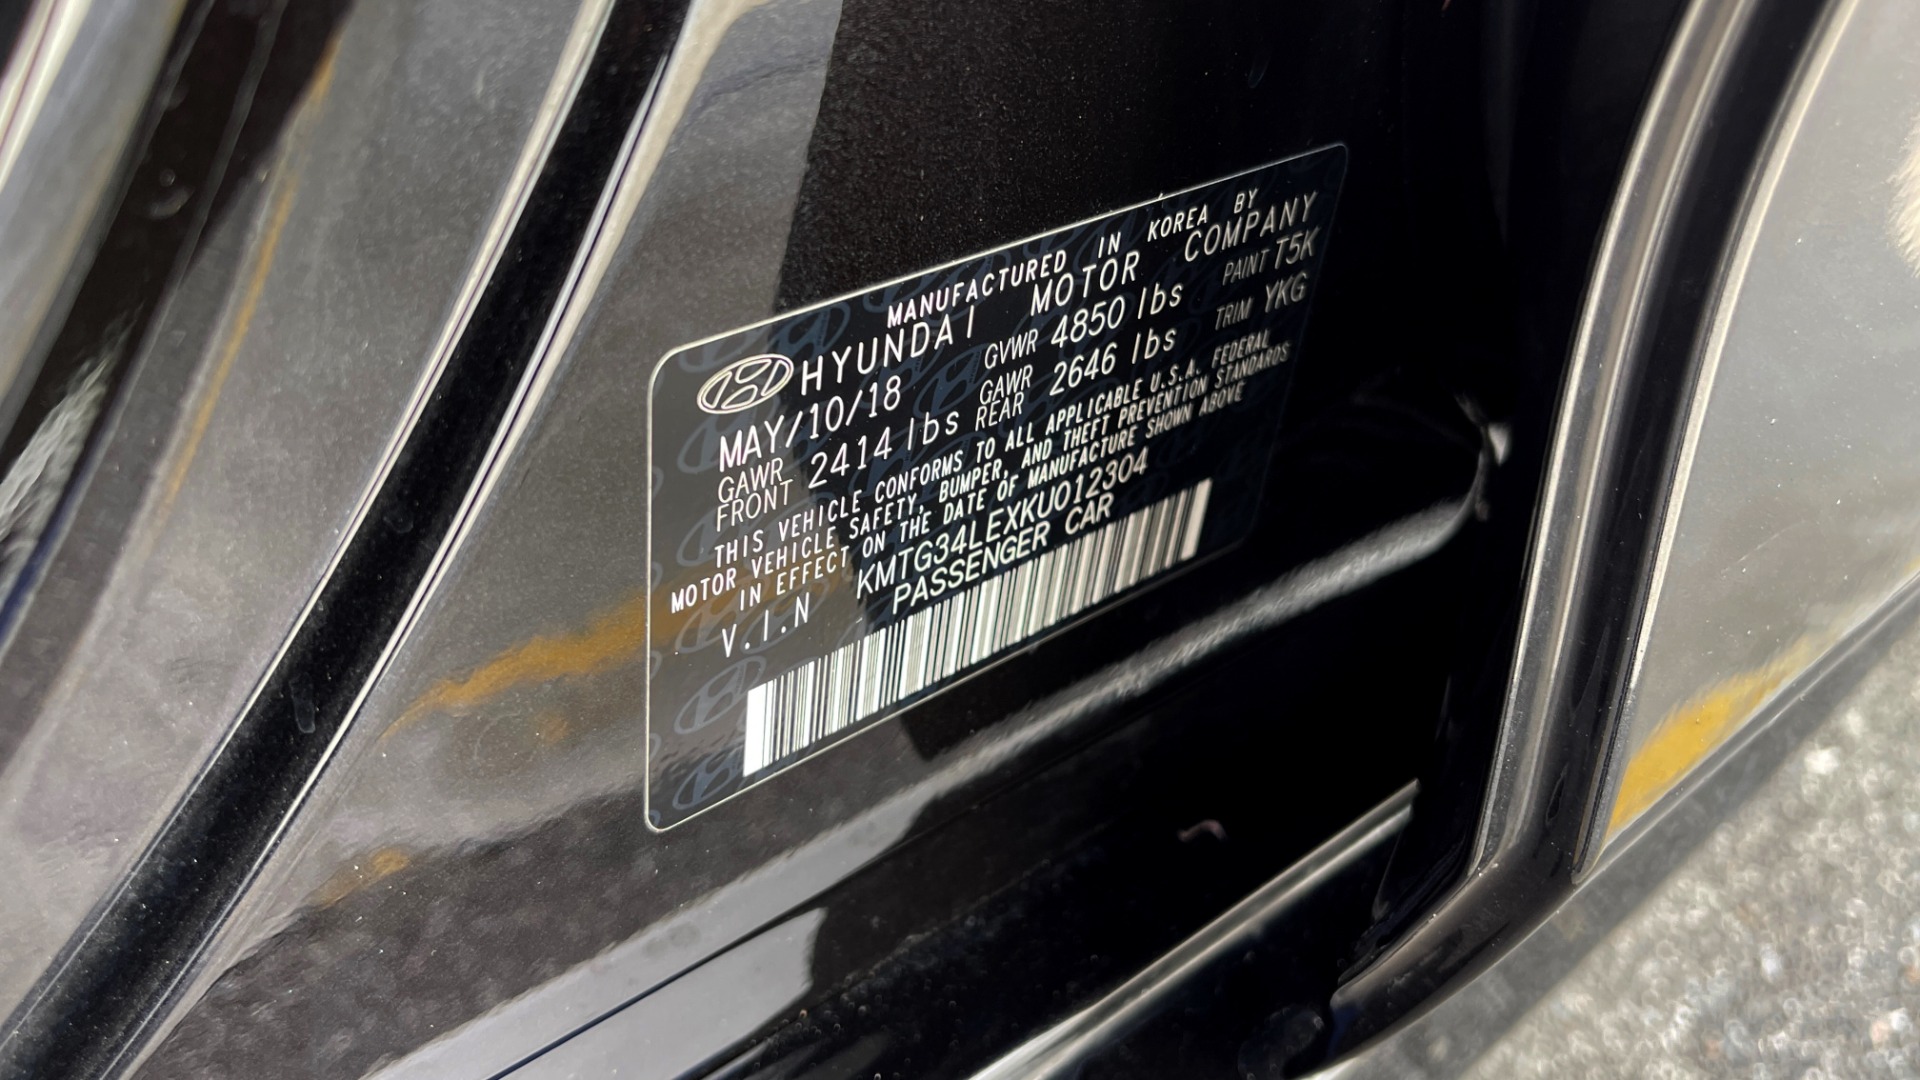 MANUFACTURED IN KOREA BY
HYUNDAI MOTOR COMPANY
MAY/10/18 GVWR 4850 lbs PAINT T5K
GAWR FRONT 2414 lbs GAWR REAR 2646 lbs TRIM YKG
THIS VEHICLE CONFORMS TO ALL APPLICABLE U.S.A. FEDERAL
MOTOR VEHICLE SAFETY, BUMPER, AND THEFT PREVENTION STANDARDS
IN EFFECT ON THE DATE OF MANUFACTURE SHOWN ABOVE
V.I.N KMTG34LEXKU012304
PASSENGER CAR